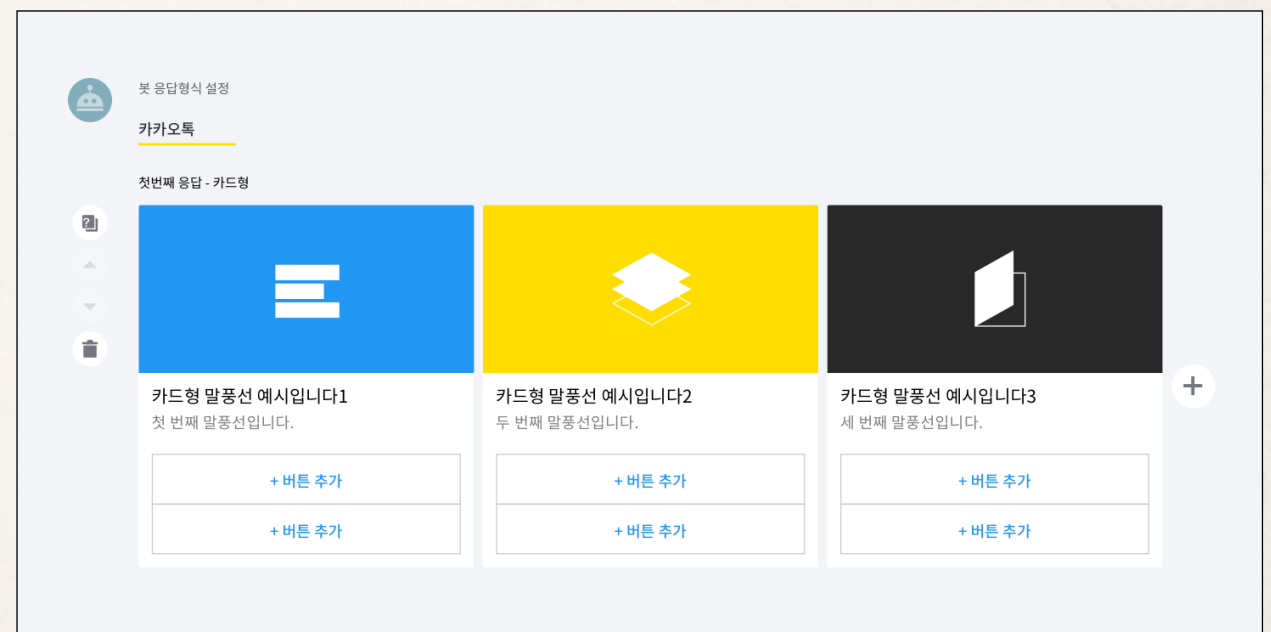 봇 응답형식 설정
카카오톡
첫번째 응답 - 카드형
카드형 말풍선 예시입니다1
첫 번째 말풍선입니다.
+ 버튼 추가
+ 버튼 추가
카드형 말풍선 예시입니다2
두 번째 말풍선입니다.
+ 버튼 추가
+ 버튼 추가
카드형 말풍선 예시입니다3
세 번째 말풍선입니다.
+ 버튼 추가
+ 버튼 추가